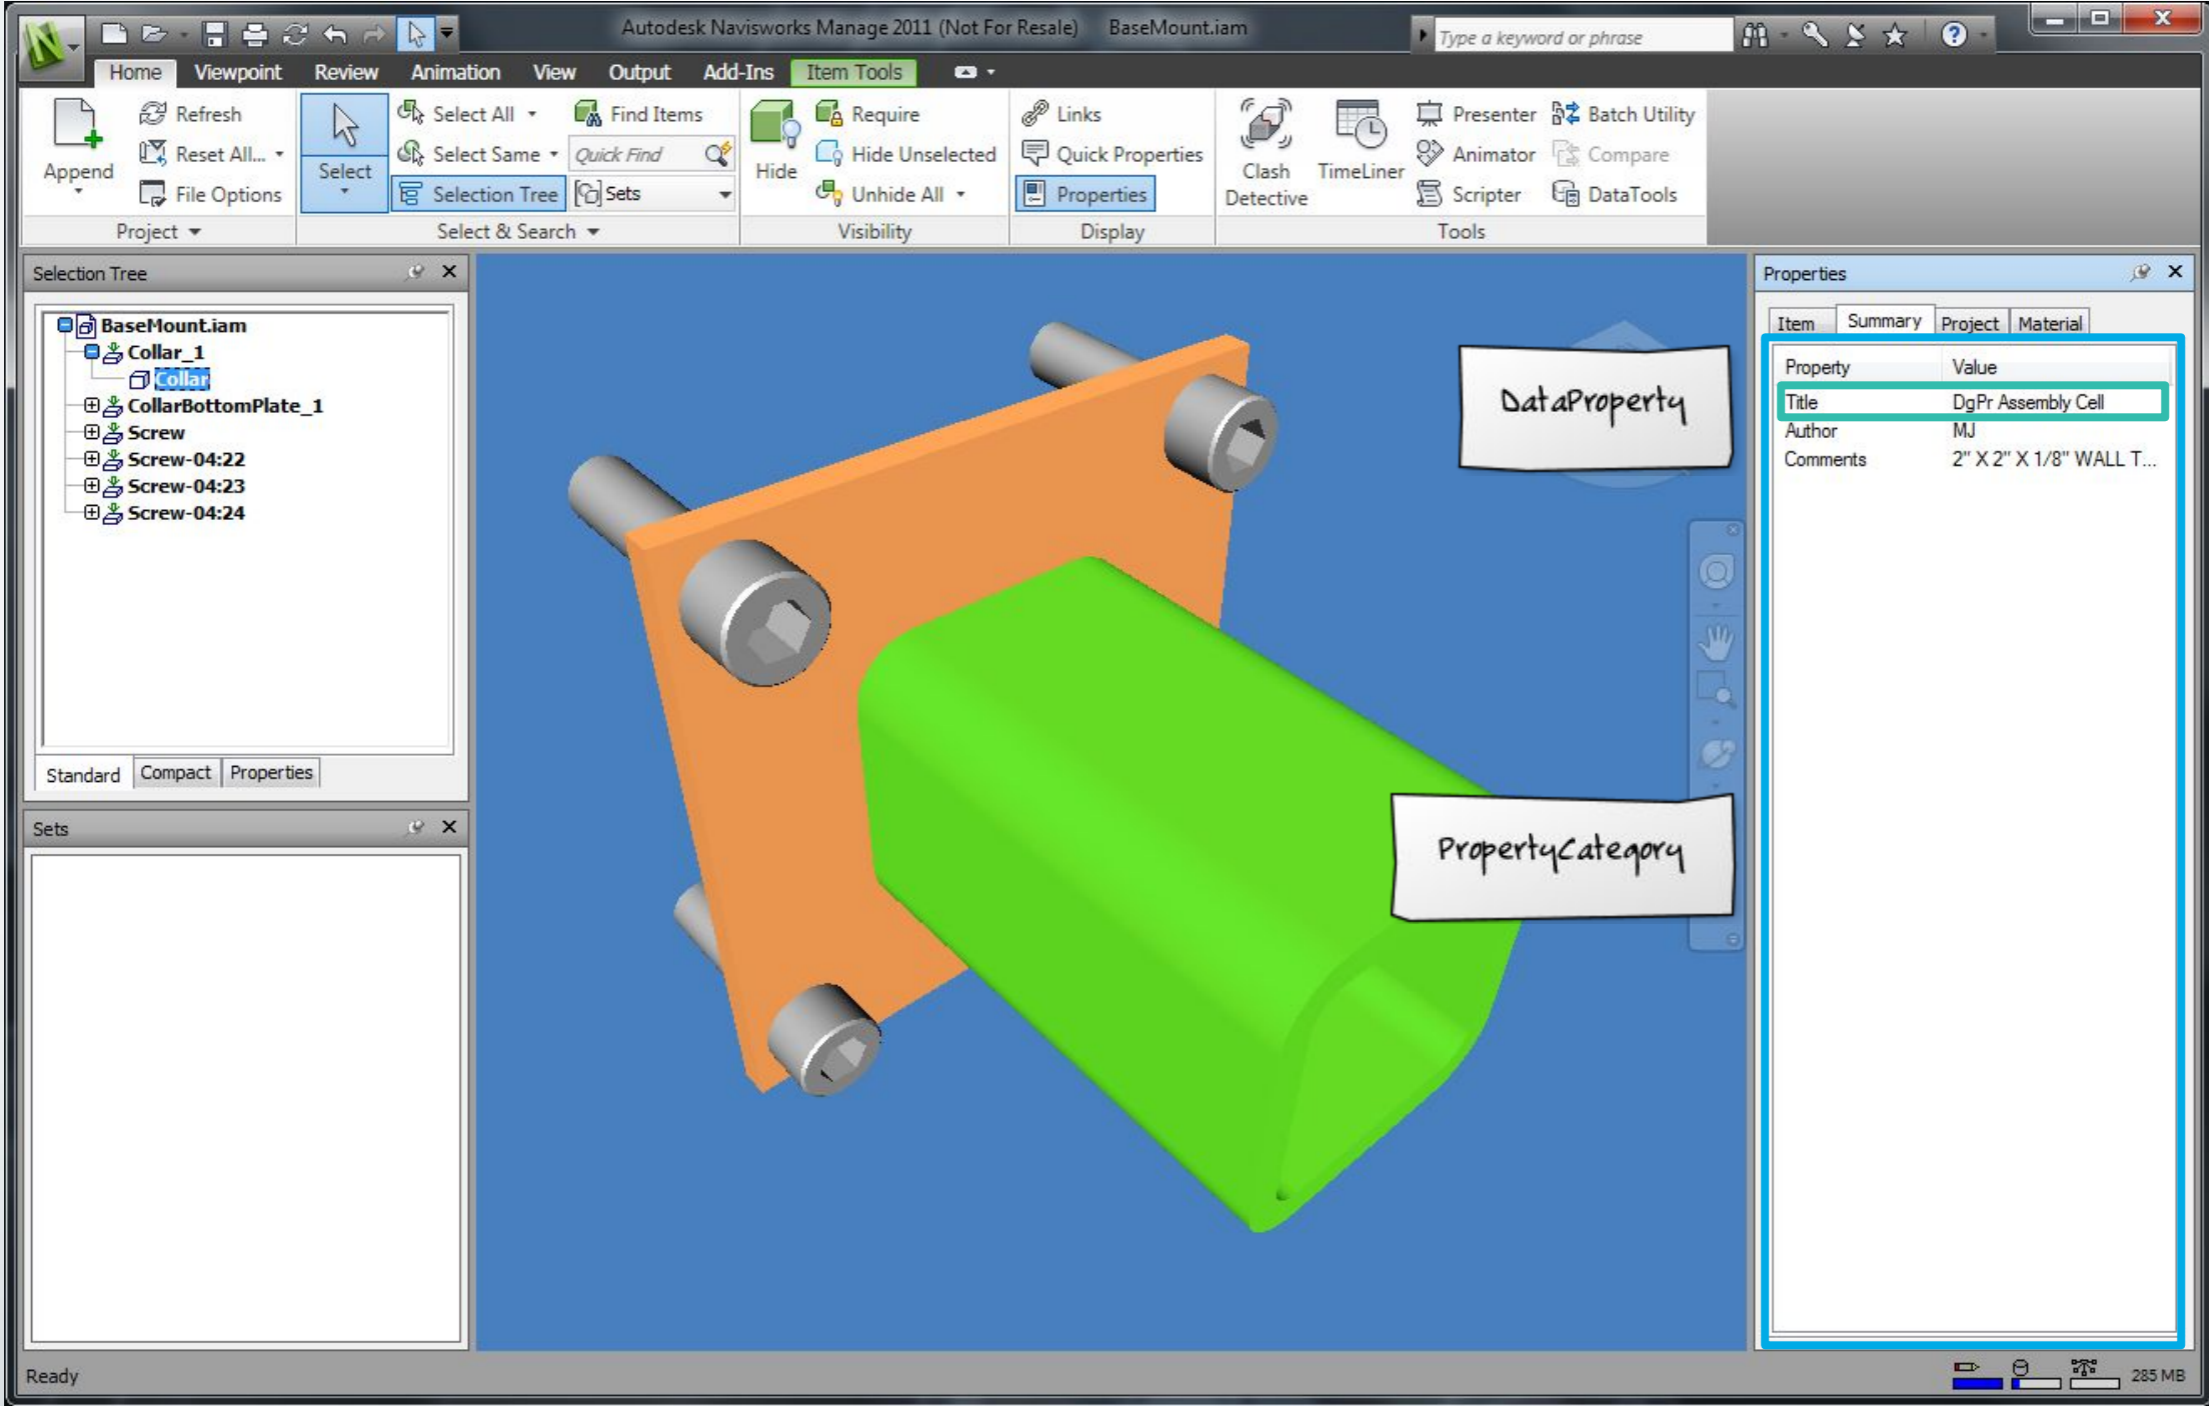 Autodesk Navisworks Manage 2011 (Not For Resale) BaseMount.iam
Type a keyword or phrase
Home Viewpoint Review Animation View Output Add-Ins Item Tools
Append
Refresh
Reset All...
File Options
Project
Select
Select All
Select Same
Selection Tree
Find Items
Quick Find
Sets
Select & Search
Hide
Require
Hide Unselected
Unhide All
Visibility
Links
Quick Properties
Properties
Display
Clash
Detective
TimeLiner
Presenter
Animator
Scripter
Batch Utility
Compare
DataTools
Tools
Selection Tree
BaseMount.iam
Collar_1
Collar
CollarBottomPlate_1
Screw
Screw-04:22
Screw-04:23
Screw-04:24
Standard Compact Properties
Sets
DataProperty
PropertyCategory
Properties
Item Summary Project Material
Property Value
Title DgPr Assembly Cell
Author MJ
Comments 2" X 2" X 1/8" WALL T...
Ready
285 MB